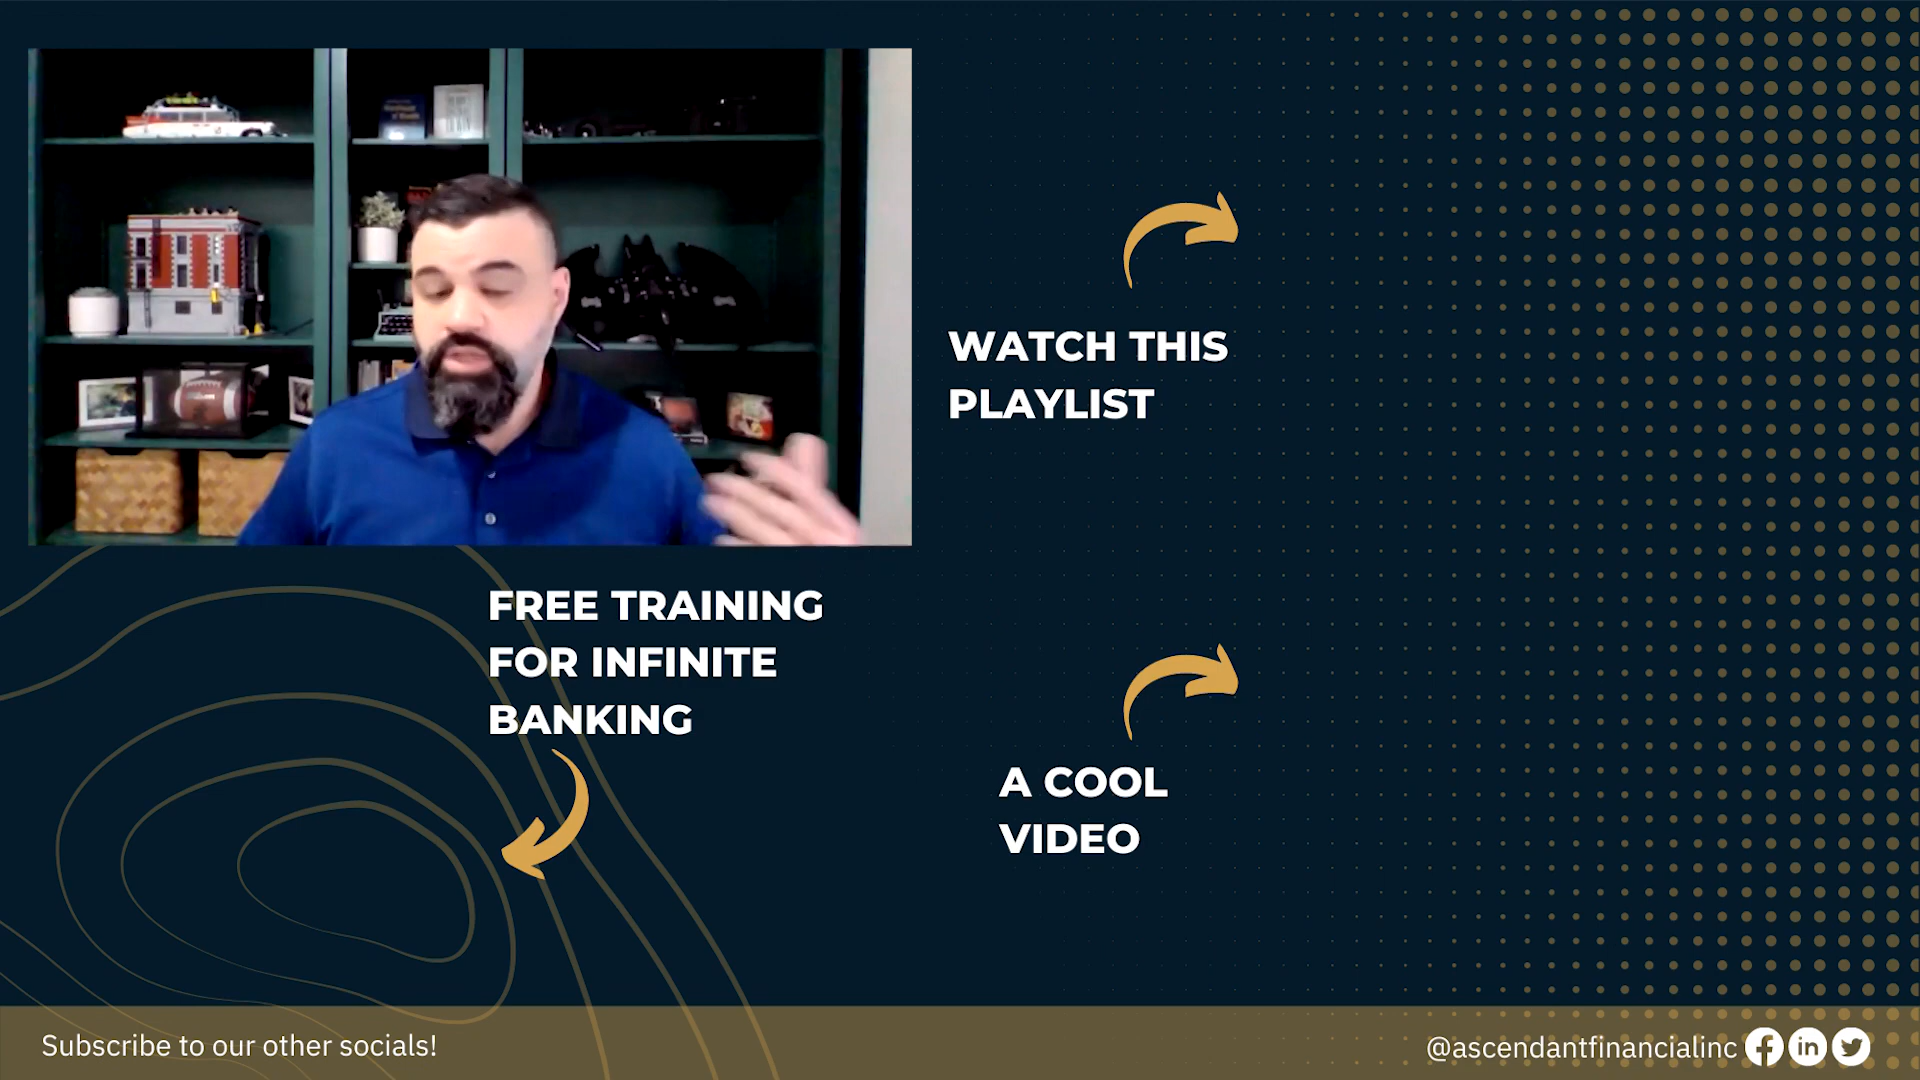 WATCH THIS
PLAYLIST
FREE TRAINING
FOR INFINITE
BANKING
A COOL
VIDEO
Subscribe to our other socials!
@ascendantfinancialinc